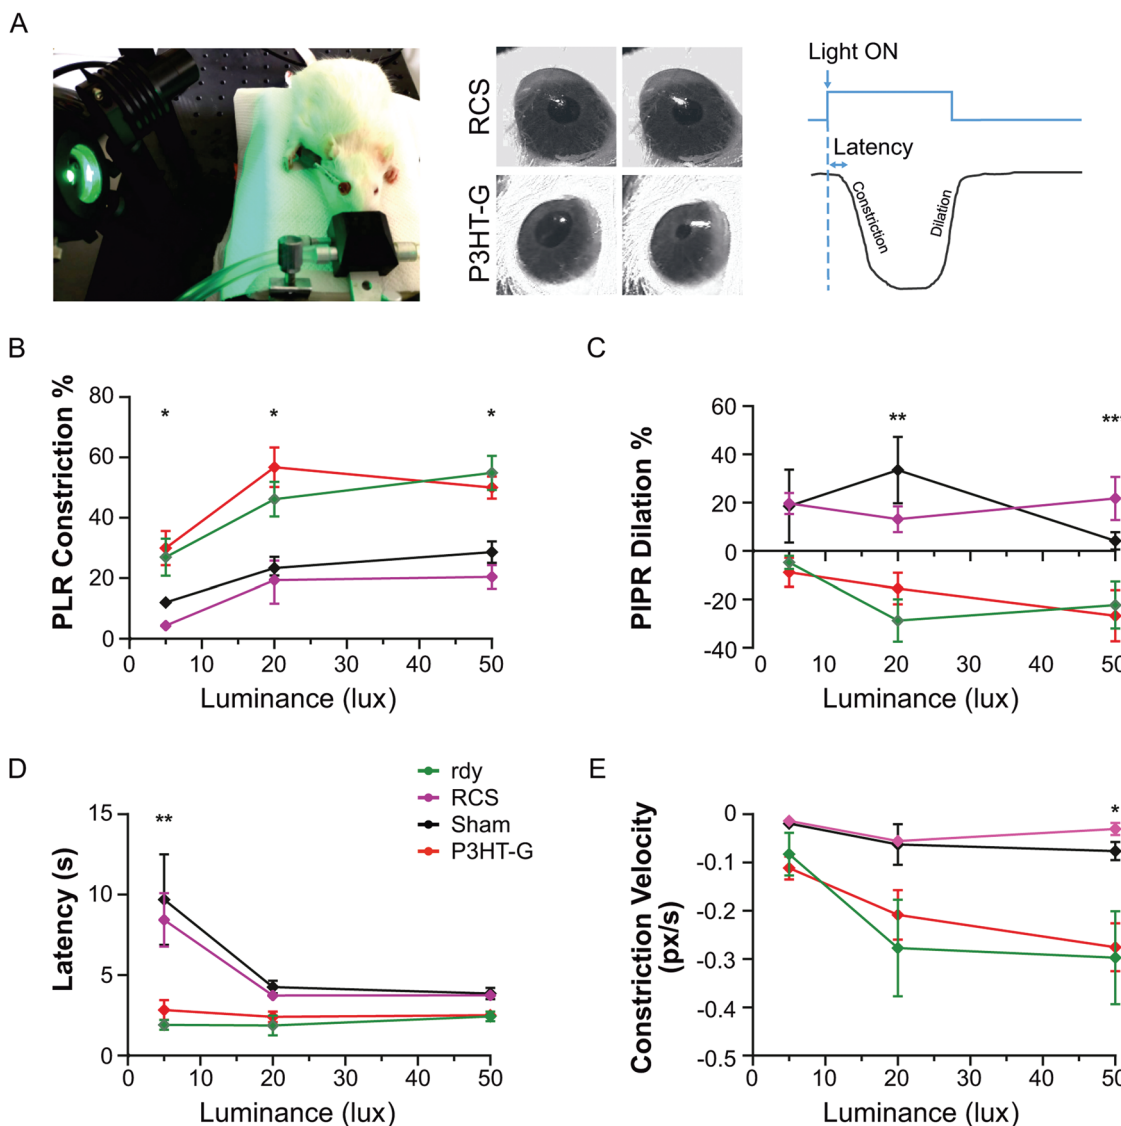 A
RCS
P3HT-G
Light ON
Latency
Constriction
Dilation
B
PLR Constriction %
80
60
40
20
0
* * *
0 10 20 30 40 50
Luminance (lux)
C
PIPR Dilation %
60
40
20
0
-20
-40
** ***
0 10 20 30 40 50
Luminance (lux)
D
rdy
RCS
Sham
P3HT-G
Latency (s)
15
10
5
0
**
0 10 20 30 40 50
Luminance (lux)
E
Constriction Velocity
(px/s)
0
-0.1
-0.2
-0.3
-0.4
-0.5
*
0 10 20 30 40 50
Luminance (lux)